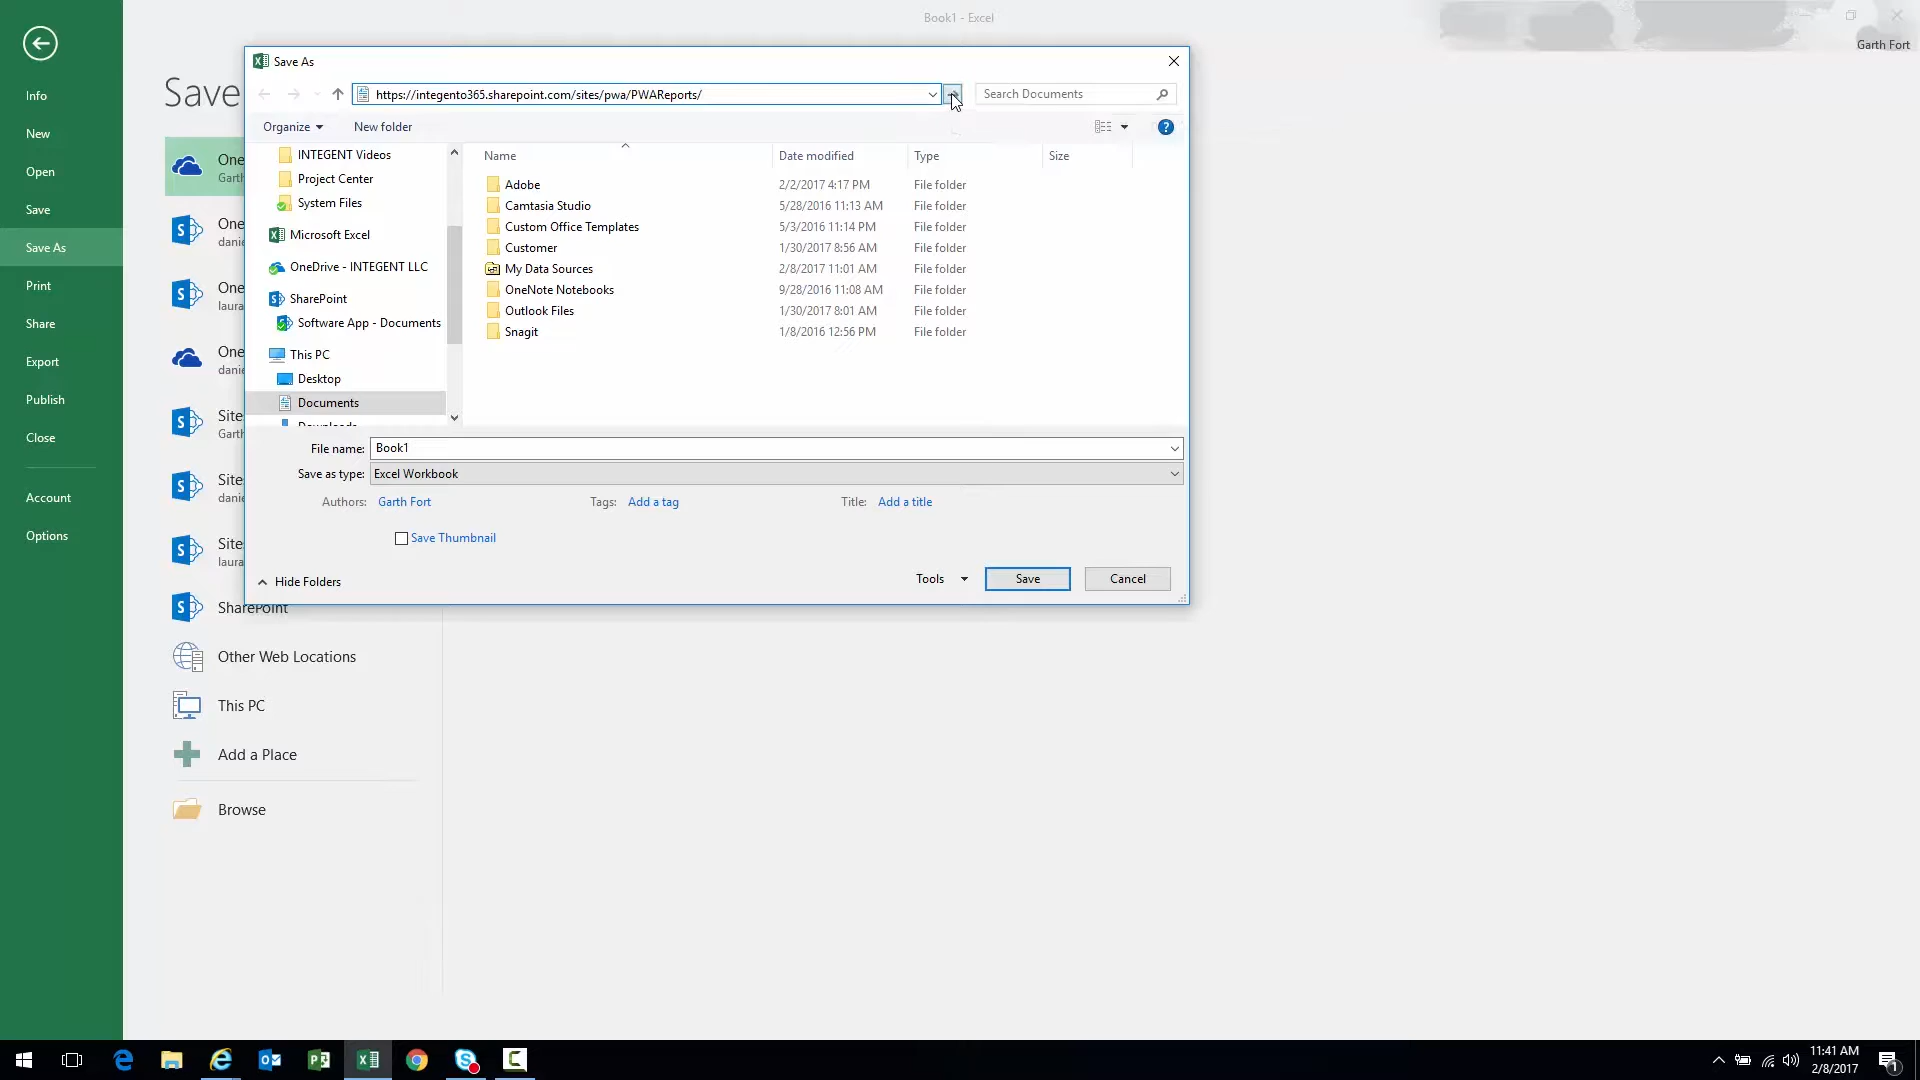 Book1 - Excel
Garth Fort
Info
New
Open
Save
Save As
Print
Share
Export
Publish
Close
Account
Options
Save
One
Garth
One
danie
One
laura
One
danie
Site
Garth
Site
danie
Site
laura
SharePoint
Other Web Locations
This PC
Add a Place
Browse
Save As
https://integento365.sharepoint.com/sites/pwa/PWAReports/
Search Documents
Organize
New folder
INTEGENT Videos
Project Center
System Files
Microsoft Excel
OneDrive - INTEGENT LLC
SharePoint
Software App - Documents
This PC
Desktop
Documents
Downloads
Name Date modified Type Size
Adobe 2/2/2017 4:17 PM File folder
Camtasia Studio 5/28/2016 11:13 AM File folder
Custom Office Templates 5/3/2016 11:14 PM File folder
Customer 1/30/2017 8:56 AM File folder
My Data Sources 2/8/2017 11:01 AM File folder
OneNote Notebooks 9/28/2016 11:08 AM File folder
Outlook Files 1/30/2017 8:01 AM File folder
Snagit 1/8/2016 12:56 PM File folder
File name: Book1
Save as type: Excel Workbook
Authors: Garth Fort Tags: Add a tag Title: Add a title
Save Thumbnail
Hide Folders
Tools
Save
Cancel
11:41 AM
2/8/2017
1